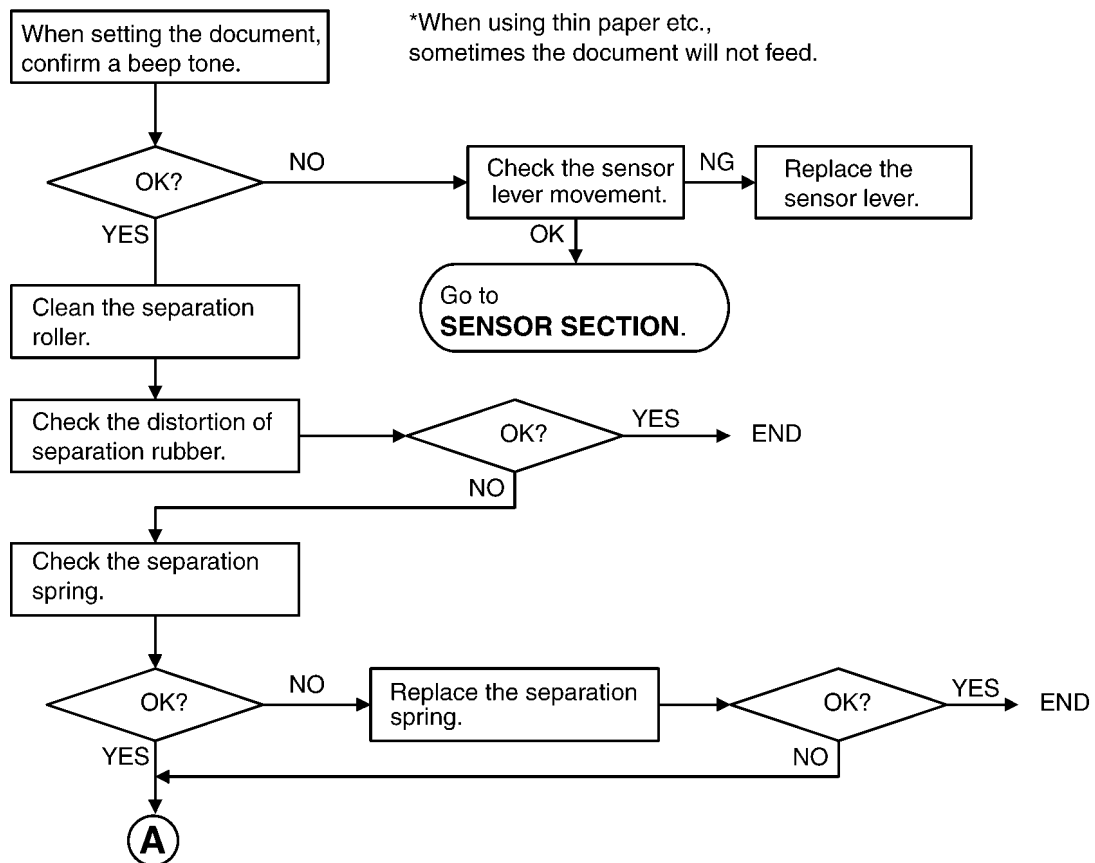 When setting the document,
confirm a beep tone.
*When using thin paper etc.,
sometimes the document will not feed.
OK?
NO
Check the sensor
lever movement.
NG
Replace the
sensor lever.
YES
OK
Go to
SENSOR SECTION.
Clean the separation
roller.
Check the distortion of
separation rubber.
OK?
YES
END
NO
Check the separation
spring.
OK?
NO
Replace the separation
spring.
OK?
YES
END
YES
NO
A